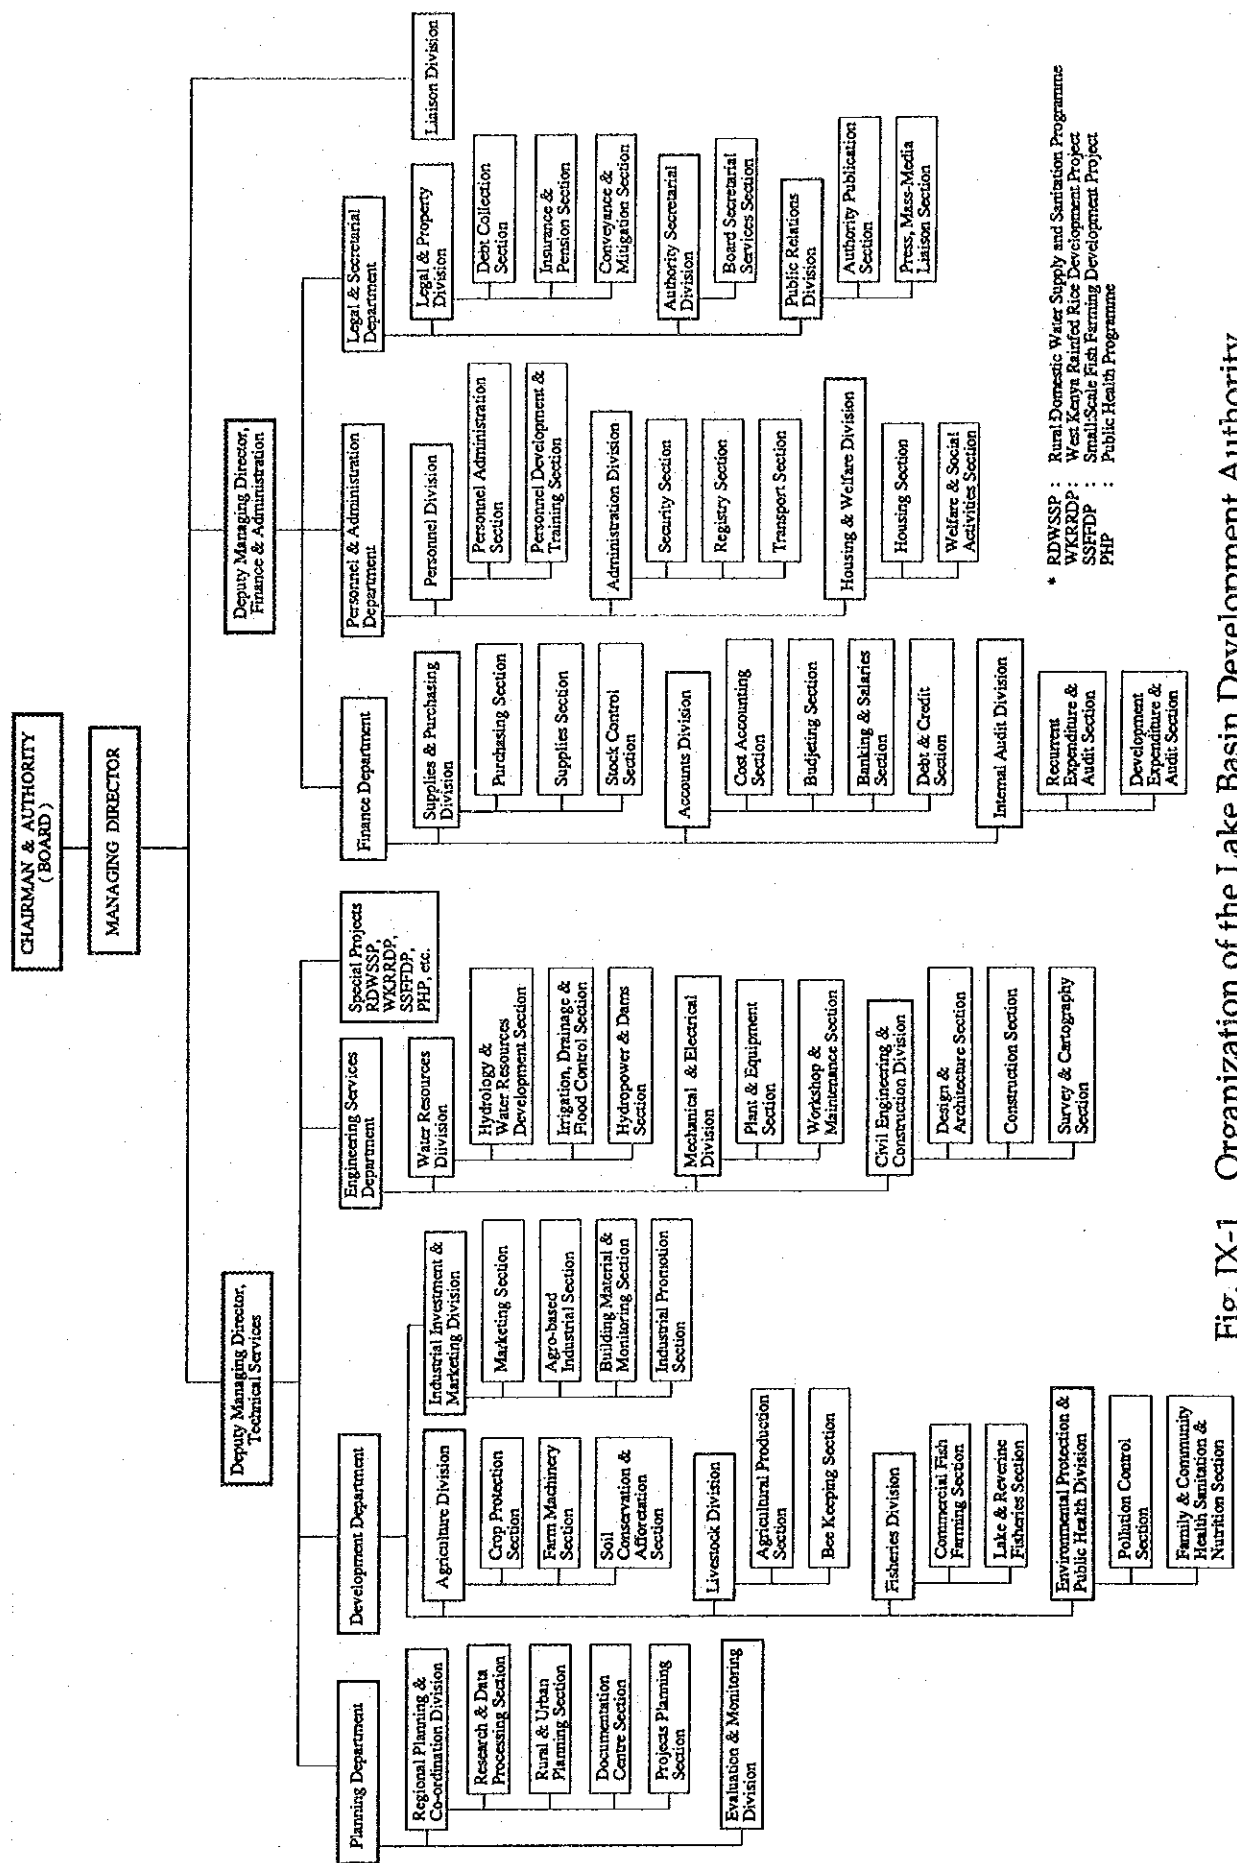 CHAIRMAN & AUTHORITY
( BOARD )
MANAGING DIRECTOR
Deputy Managing Director,
Technical Services
Deputy Managing Director,
Finance & Administration
Liaison Division
Planning Department
Regional Planning &
Co-ordination Division
Research & Data
Processing Section
Rural & Urban
Planning Section
Documentation
Centre Section
Projects Planning
Section
Evaluation & Monitoring
Division
Development Department
Agriculture Division
Crop Protection
Section
Farm Machinery
Section
Soil
Conservation &
Afforetation
Section
Livestock Division
Agricultural Production
Section
Bee Keeping Section
Fisheries Division
Commercial Fish
Farming Section
Lake & Reverine
Fisheries Section
Environmental Protection &
Public Health Division
Pollution Control
Section
Family & Community
Health Sanitation &
Nutrition Section
Industrial Investment &
Marketing Division
Marketing Section
Agro-based
Industrial Section
Building Material &
Monitoring Section
Industrial Promotion
Section
Engineering Services
Department
Water Resources
Diivision
Hydrology &
Water Resources
Development Section
Irrigation, Drainage &
Flood Control Section
Hydropower & Dams
Section
Mechanical & Electrical
Division
Plant & Equipment
Section
Workshop &
Maintenance Section
Civil Engineering &
Construction Division
Design &
Architecture Section
Construction Section
Survey & Cartography
Section
Special Projects
RDWSSP,
WKRRDP,
SSFFDP,
PHP, etc.
Finance Department
Supplies & Purchasing
Division
Purchasing Section
Supplies Section
Stock Control
Section
Accounts Division
Cost Accounting
Section
Budjeting Section
Banking & Salaries
Section
Debt & Credit
Section
Internal Audit Division
Recurrent
Expenditure &
Audit Section
Development
Expenditure &
Audit Section
Personnel & Administration
Department
Personnel Division
Personnel Administration
Section
Personnel Development &
Training Section
Administration Division
Security Section
Registry Section
Transport Section
Housing & Welfare Division
Housing Section
Welfare & Social
Activities Section
Legal & Secretarial
Department
Legal & Property
Division
Debt Collection
Section
Insurance &
Pension Section
Conveyance &
Mitigation Section
Authority Secretarial
Division
Board Secretarial
Services Section
Public Relations
Division
Authority Publication
Section
Press, Mass-Media
Liaison Section
* RDWSSP : Rural Domestic Water Supply and Sanitation Programme
WKRRDP : West Kenya Rainfed Rice Development Project
SSFFDP : Small Scale Fish Farming Development Project
PHP : Public Health Programme
Fig. IX-1 Organization of the Lake Basin Development Authority